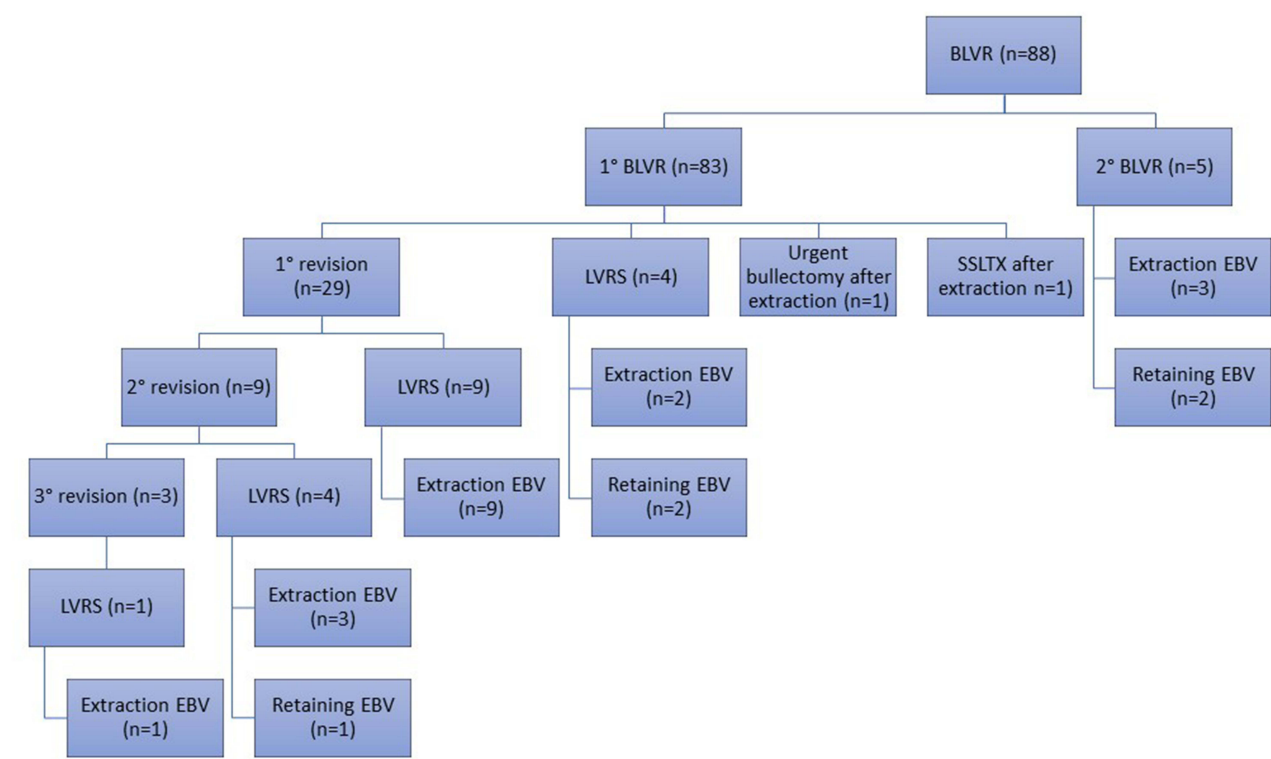 BLVR (n=88)
1° BLVR (n=83)
2° BLVR (n=5)
1° revision
(n=29)
LVRS (n=4)
Urgent
bullectomy after
extraction (n=1)
SSLTX after
extraction n=1)
Extraction EBV
(n=3)
2° revision (n=9)
LVRS (n=9)
Extraction EBV
(n=2)
Retaining EBV
(n=2)
3° revision (n=3)
LVRS (n=4)
Extraction EBV
(n=9)
Retaining EBV
(n=2)
LVRS (n=1)
Extraction EBV
(n=3)
Extraction EBV
(n=1)
Retaining EBV
(n=1)